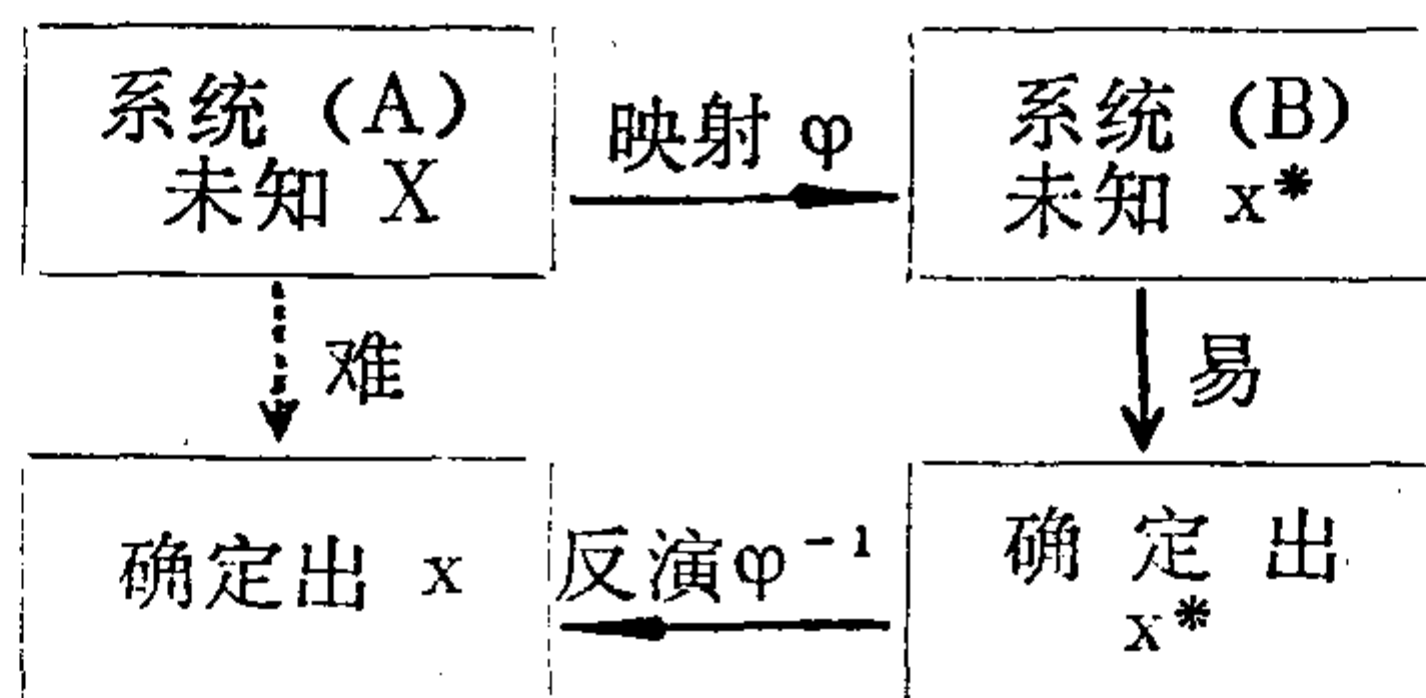 系统 (A)
未知 X
映射 φ
系统 (B)
未知 x*
难
易
确定出 x
反演φ⁻¹
确 定 出
x*